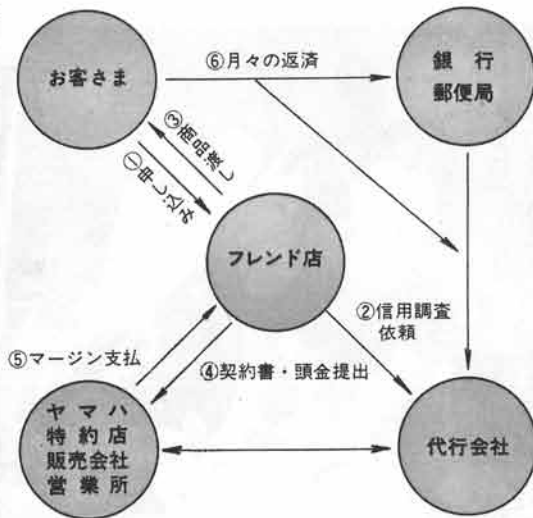 お客さま
⑥月々の返済
銀行
郵便局
③商品渡し
①申し込み
フレンド店
②信用調査
依頼
⑤マージン支払
④契約書・頭金提出
ヤマハ
特約店
販売会社
営業所
代行会社